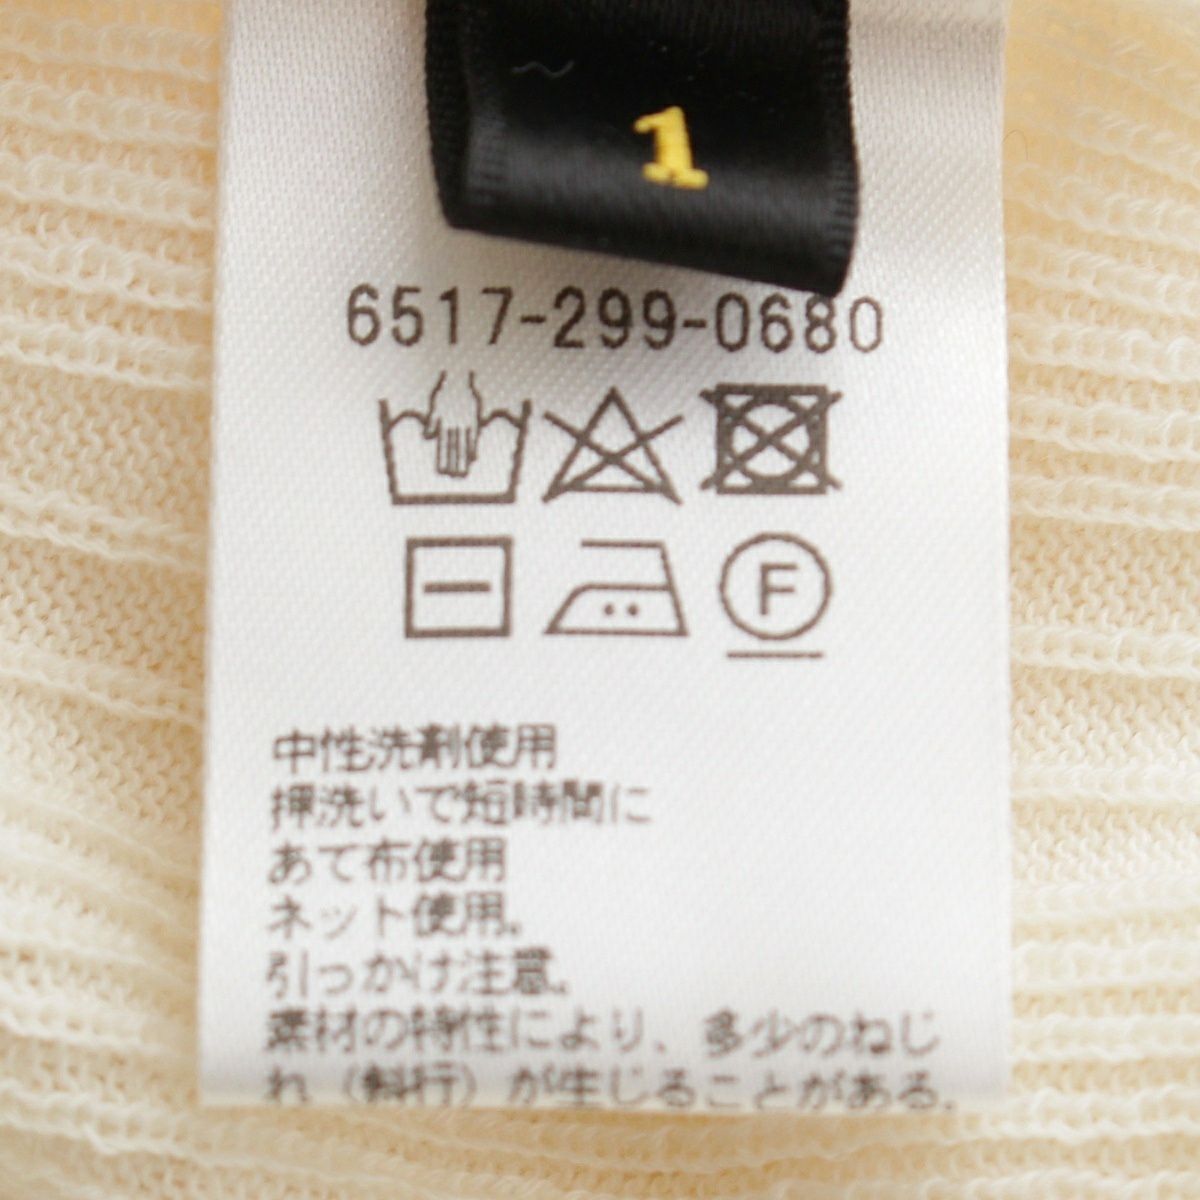 1
6517-299-0680
F
中性洗剤使用
押洗いで短時間に
あて布使用
ネット使用。
引っかけ注意。
素材の特性により、多少のねじ
れ（斜行）が生じることがある。